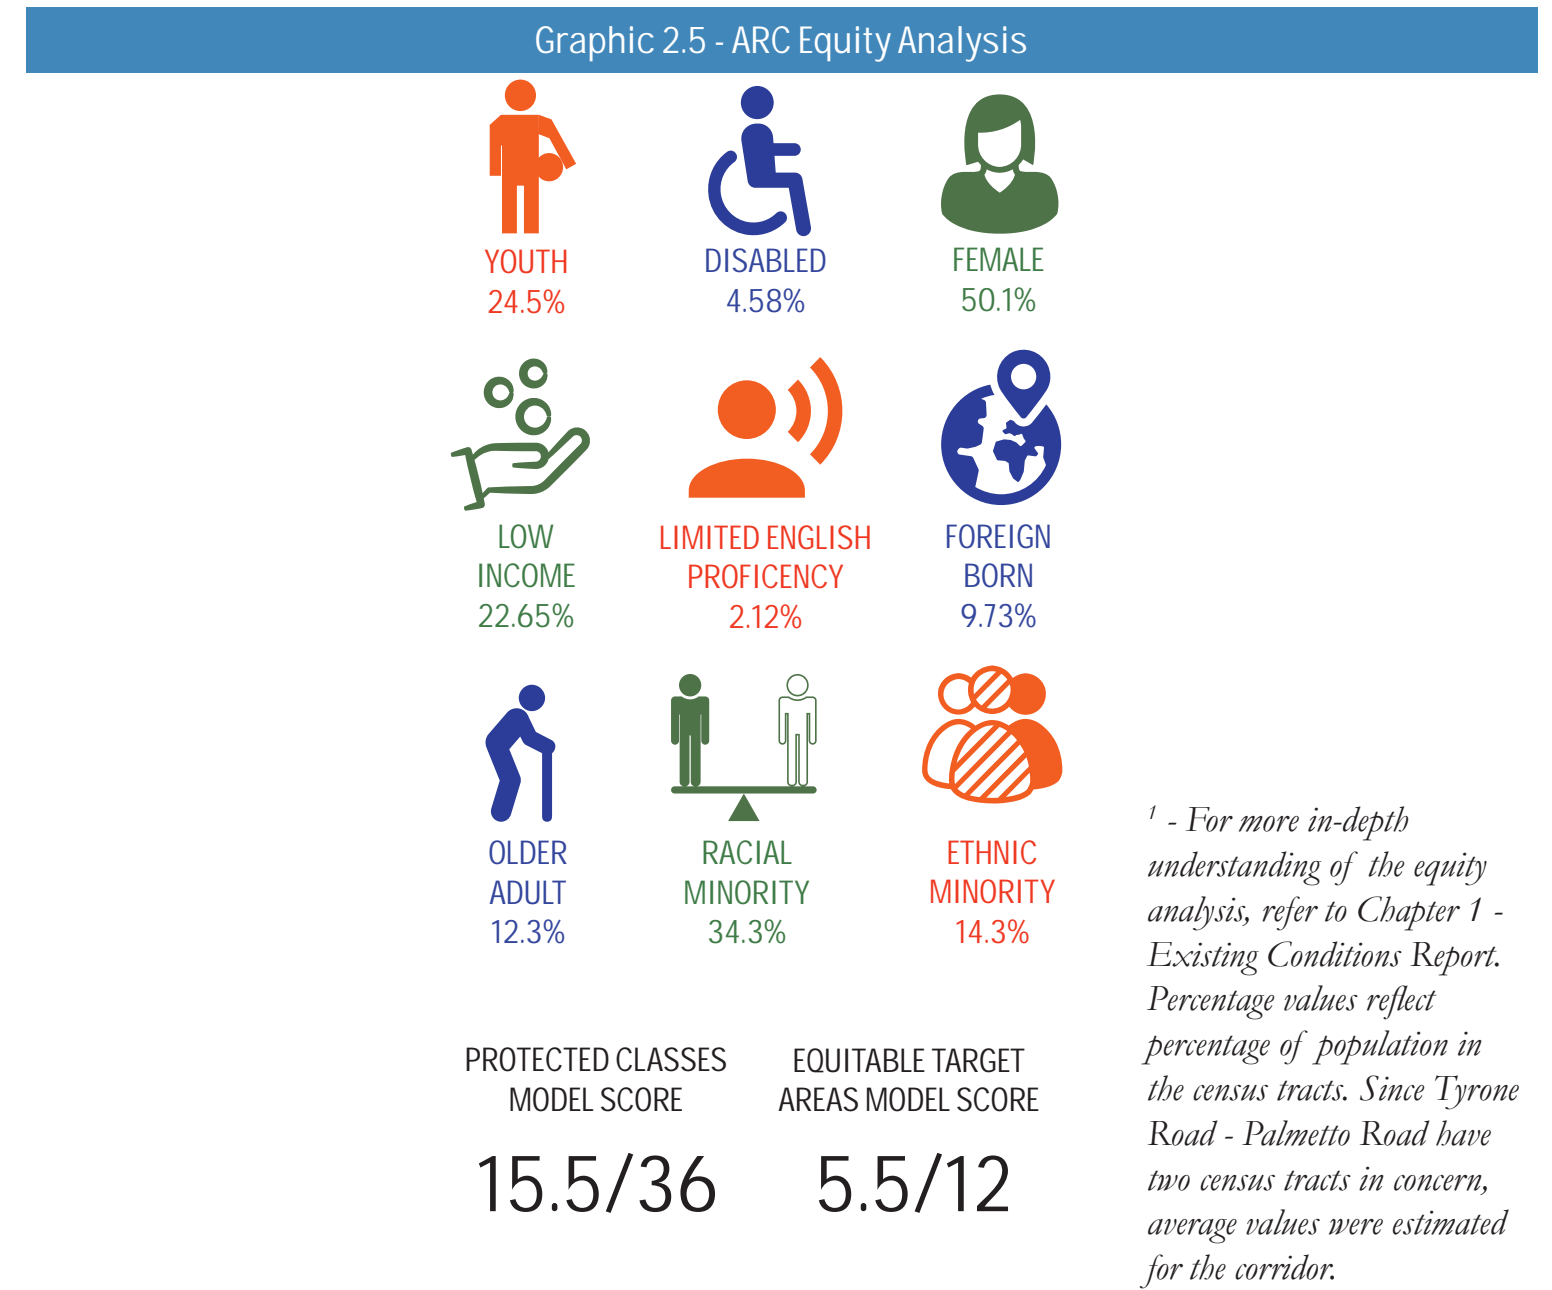 Graphic 2.5 - ARC Equity Analysis
YOUTH
24.5%
DISABLED
4.58%
FEMALE
50.1%
LOW
INCOME
22.65%
LIMITED ENGLISH
PROFICENCY
2.12%
FOREIGN
BORN
9.73%
OLDER
ADULT
12.3%
RACIAL
MINORITY
34.3%
ETHNIC
MINORITY
14.3%
PROTECTED CLASSES
MODEL SCORE
15.5/36
EQUITABLE TARGET
AREAS MODEL SCORE
5.5/12
1 - For more in-depth
understanding of the equity
analysis, refer to Chapter 1 -
Existing Conditions Report.
Percentage values reflect
percentage of population in
the census tracts. Since Tyrone
Road - Palmetto Road have
two census tracts in concern,
average values were estimated
for the corridor.